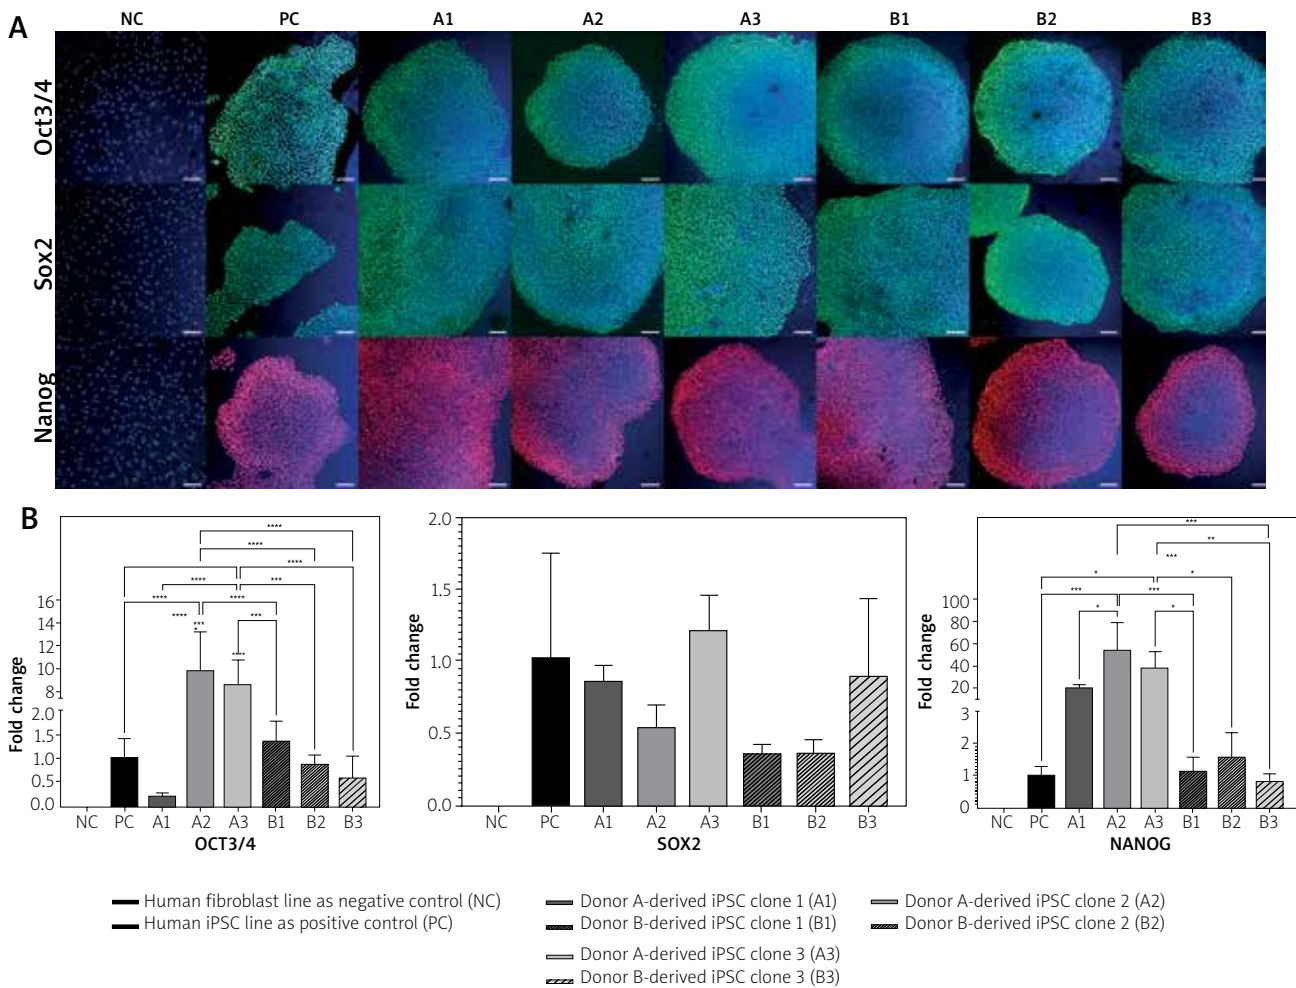 A
NC PC A1 A2 A3 B1 B2 B3
Oct3/4
Sox2
Nanog
B
Fold change
16
14
12
10
8
2.0
1.5
1.0
0.5
0.0
****
****
****
**** ***
**** ****
**** *** ***
*
****
NC PC A1 A2 A3 B1 B2 B3
OCT3/4
Fold change
2.0
1.5
1.0
0.5
0.0
NC PC A1 A2 A3 B1 B2 B3
SOX2
Fold change
100
80
60
40
20
3
2
1
0
***
**
***
* *
*** ***
* *
NC PC A1 A2 A3 B1 B2 B3
NANOG
Human fibroblast line as negative control (NC)
Human iPSC line as positive control (PC)
Donor A-derived iPSC clone 1 (A1)
Donor B-derived iPSC clone 1 (B1)
Donor A-derived iPSC clone 2 (A2)
Donor B-derived iPSC clone 2 (B2)
Donor A-derived iPSC clone 3 (A3)
Donor B-derived iPSC clone 3 (B3)